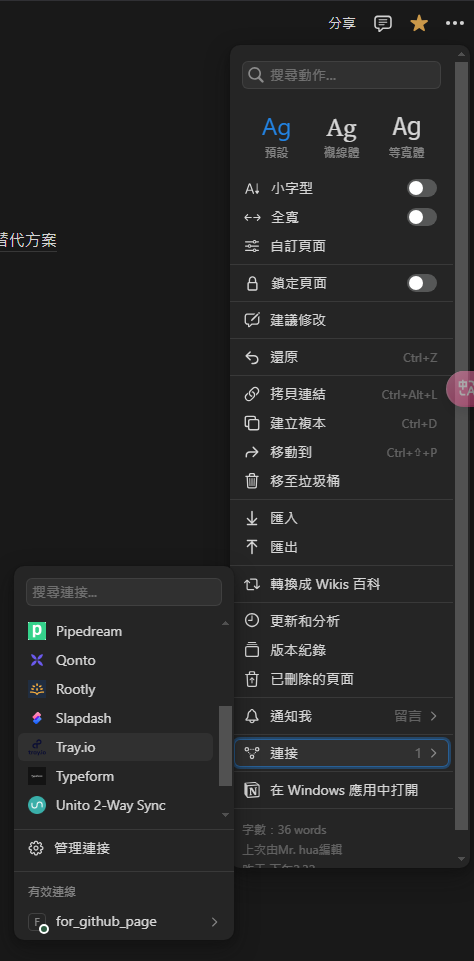 分享
搜尋動作...
Ag Ag Ag
預設 襯線體 等寬體
小字型
全寬
替代方案
自訂頁面
鎖定頁面
建議修改
還原 Ctrl+Z
拷貝連結 Ctrl+Alt+L
建立複本 Ctrl+D
移動到 Ctrl+⇧+P
移至垃圾桶
匯入
匯出
轉換成 Wikis 百科
更新和分析
版本紀錄
已刪除的頁面
通知我 留言
連接 1
在 Windows 應用中打開
字數：36 words
上次由Mr. hua編輯
搜尋連接...
Pipedream
Qonto
Rootly
Slapdash
Tray.io
Typeform
Unito 2-Way Sync
管理連接
有效連線
F for_github_page